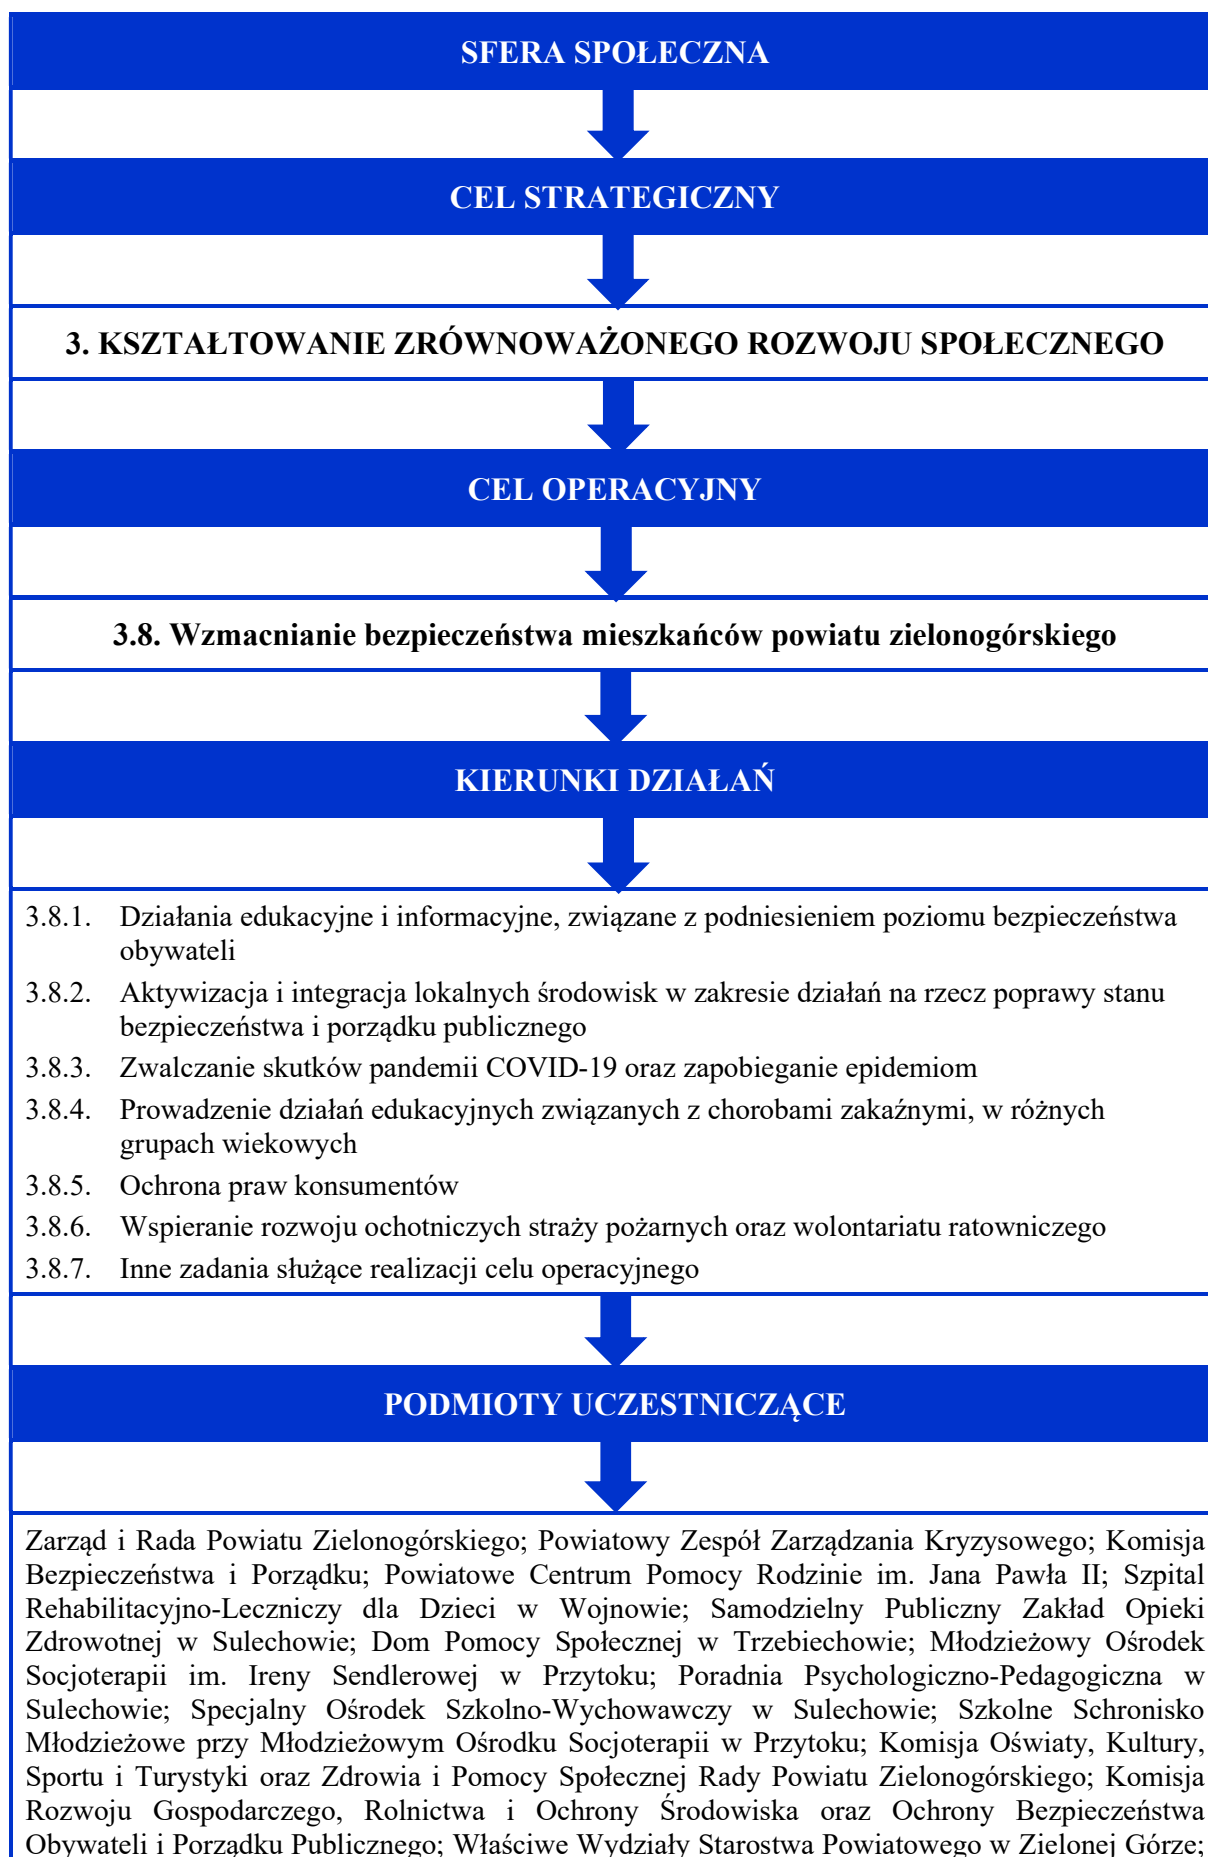 SFERA SPOŁECZNA
CEL STRATEGICZNY
3. KSZTAŁTOWANIE ZRÓWNOWAŻONEGO ROZWOJU SPOŁECZNEGO
CEL OPERACYJNY
3.8. Wzmacnianie bezpieczeństwa mieszkańców powiatu zielonogórskiego
KIERUNKI DZIAŁAŃ
3.8.1. Działania edukacyjne i informacyjne, związane z podniesieniem poziomu bezpieczeństwa
obywateli
3.8.2. Aktywizacja i integracja lokalnych środowisk w zakresie działań na rzecz poprawy stanu
bezpieczeństwa i porządku publicznego
3.8.3. Zwalczanie skutków pandemii COVID-19 oraz zapobieganie epidemiom
3.8.4. Prowadzenie działań edukacyjnych związanych z chorobami zakaźnymi, w różnych
grupach wiekowych
3.8.5. Ochrona praw konsumentów
3.8.6. Wspieranie rozwoju ochotniczych straży pożarnych oraz wolontariatu ratowniczego
3.8.7. Inne zadania służące realizacji celu operacyjnego
PODMIOTY UCZESTNICZĄCE
Zarząd i Rada Powiatu Zielonogórskiego; Powiatowy Zespół Zarządzania Kryzysowego; Komisja
Bezpieczeństwa i Porządku; Powiatowe Centrum Pomocy Rodzinie im. Jana Pawła II; Szpital
Rehabilitacyjno-Leczniczy dla Dzieci w Wojnowie; Samodzielny Publiczny Zakład Opieki
Zdrowotnej w Sulechowie; Dom Pomocy Społecznej w Trzebiechowie; Młodzieżowy Ośrodek
Socjoterapii im. Ireny Sendlerowej w Przytoku; Poradnia Psychologiczno-Pedagogiczna w
Sulechowie; Specjalny Ośrodek Szkolno-Wychowawczy w Sulechowie; Szkolne Schronisko
Młodzieżowe przy Młodzieżowym Ośrodku Socjoterapii w Przytoku; Komisja Oświaty, Kultury,
Sportu i Turystyki oraz Zdrowia i Pomocy Społecznej Rady Powiatu Zielonogórskiego; Komisja
Rozwoju Gospodarczego, Rolnictwa i Ochrony Środowiska oraz Ochrony Bezpieczeństwa
Obywateli i Porządku Publicznego; Właściwe Wydziały Starostwa Powiatowego w Zielonej Górze;